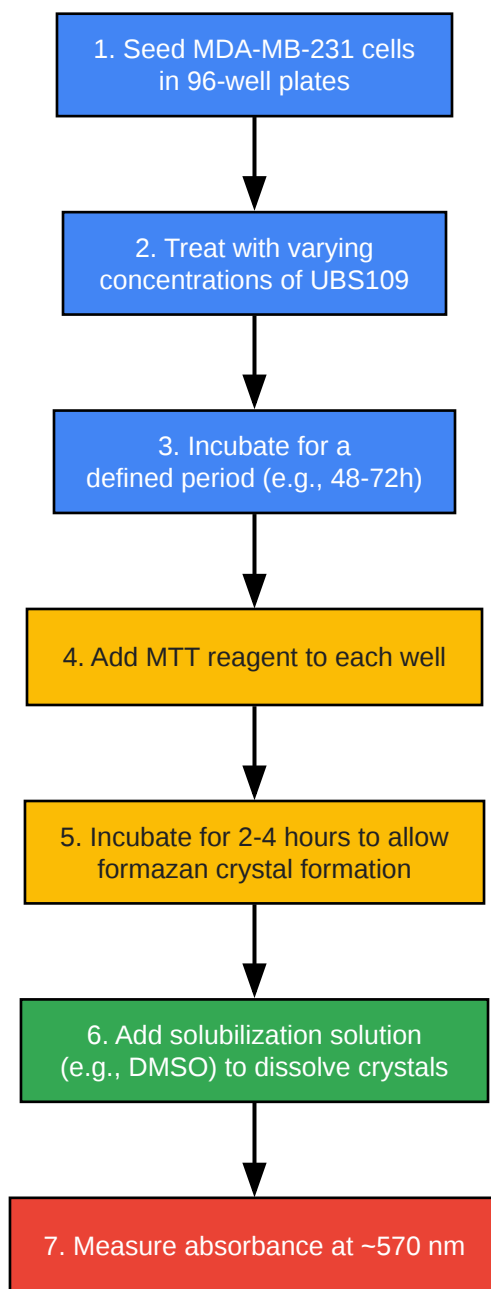 1. Seed MDA-MB-231 cells
in 96-well plates
2. Treat with varying
concentrations of UBS109
3. Incubate for a
defined period (e.g., 48-72h)
4. Add MTT reagent to each well
5. Incubate for 2-4 hours to allow
formazan crystal formation
6. Add solubilization solution
(e.g., DMSO) to dissolve crystals
7. Measure absorbance at ~570 nm